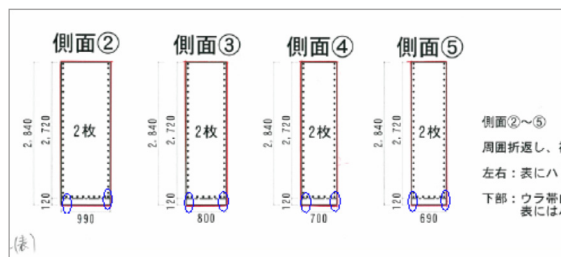 側面② 側面③ 側面④ 側面⑤
2,840 2,720 2枚 120 990
2,840 2,720 2枚 120 800
2,840 2,720 2枚 120 700
2,840 2,720 2枚 120 690
側面②～⑤
周囲折返し、
左右：表にハ
下部：ウラ帯
表にはハ
(表)